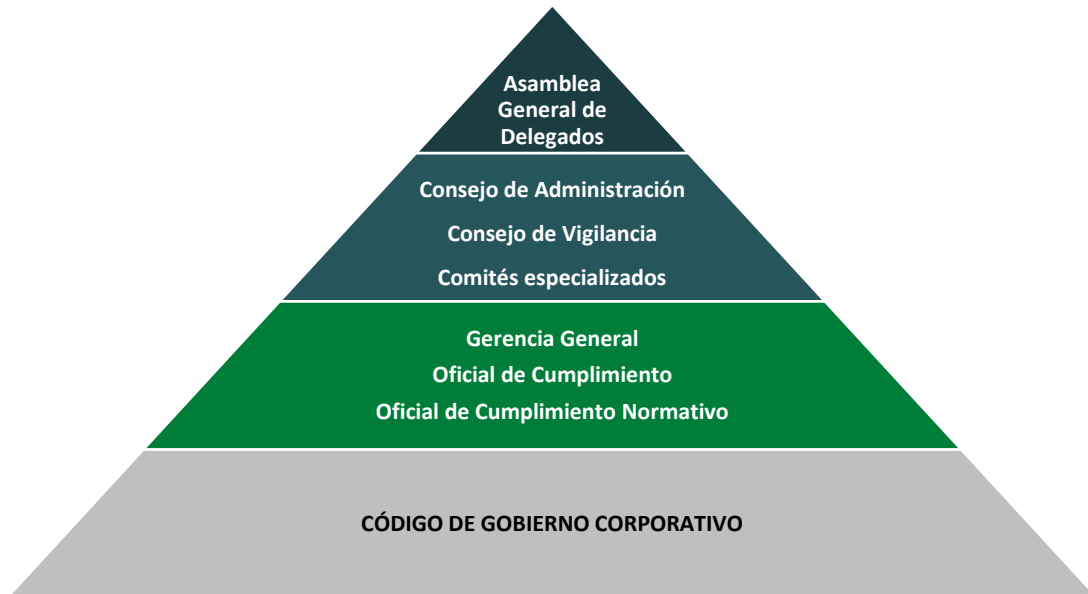 Asamblea
General de
Delegados
Consejo de Administración
Consejo de Vigilancia
Comités especializados
Gerencia General
Oficial de Cumplimiento
Oficial de Cumplimiento Normativo
CÓDIGO DE GOBIERNO CORPORATIVO